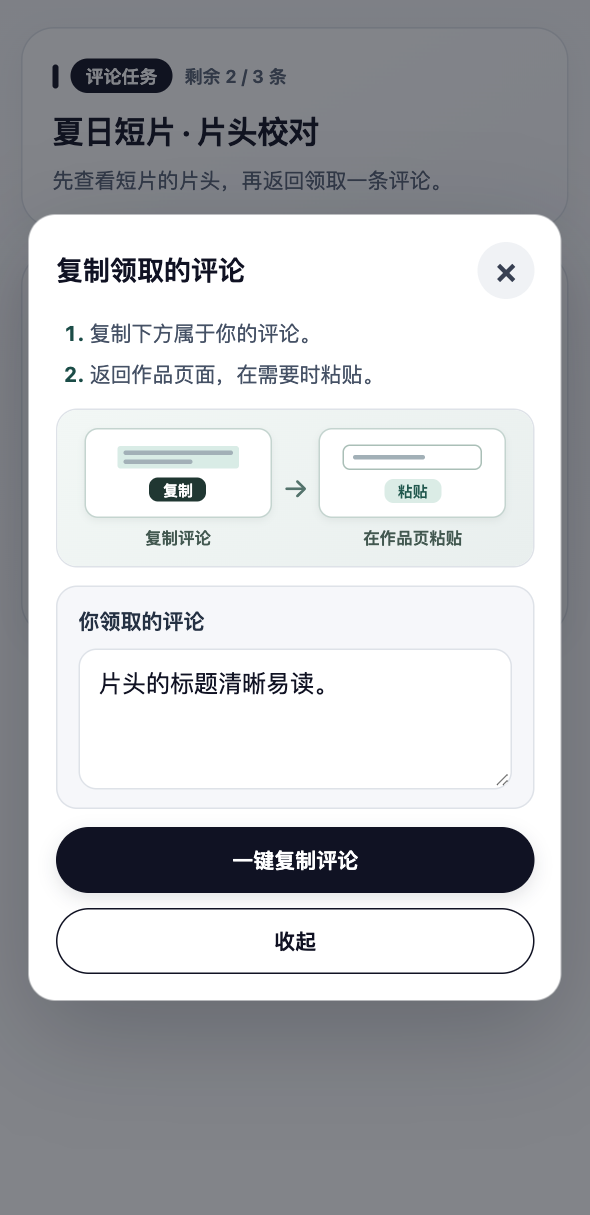 评论任务 剩余 2 / 3 条
夏日短片 · 片头校对
先查看短片的片头，再返回领取一条评论。
复制领取的评论
×
1. 复制下方属于你的评论。
2. 返回作品页面，在需要时粘贴。
复制 → 粘贴
复制评论 在作品页粘贴
你领取的评论
片头的标题清晰易读。
一键复制评论
收起